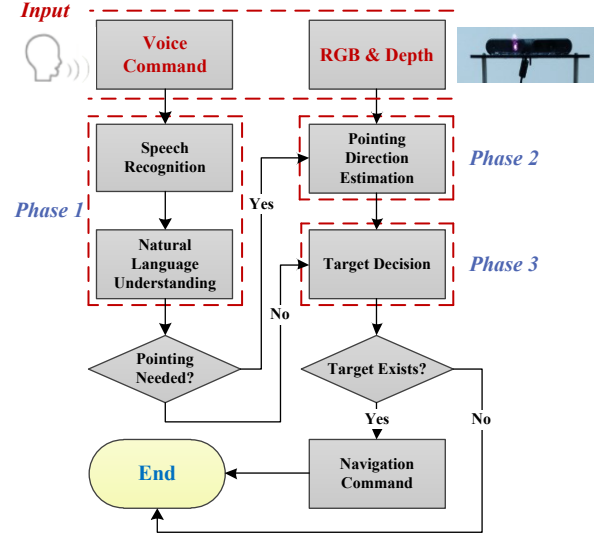 Input
Voice
Command
RGB & Depth
Speech
Recognition
Phase 1
Natural
Language
Understanding
Pointing
Needed?
Yes
No
Pointing
Direction
Estimation
Phase 2
Target Decision
Phase 3
Target Exists?
Yes
No
Navigation
Command
End